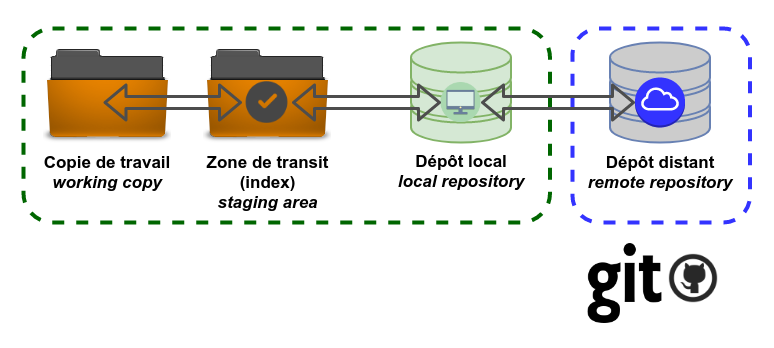 Copie de travail
working copy
Zone de transit
(index)
staging area
Dépôt local
local repository
Dépôt distant
remote repository
git